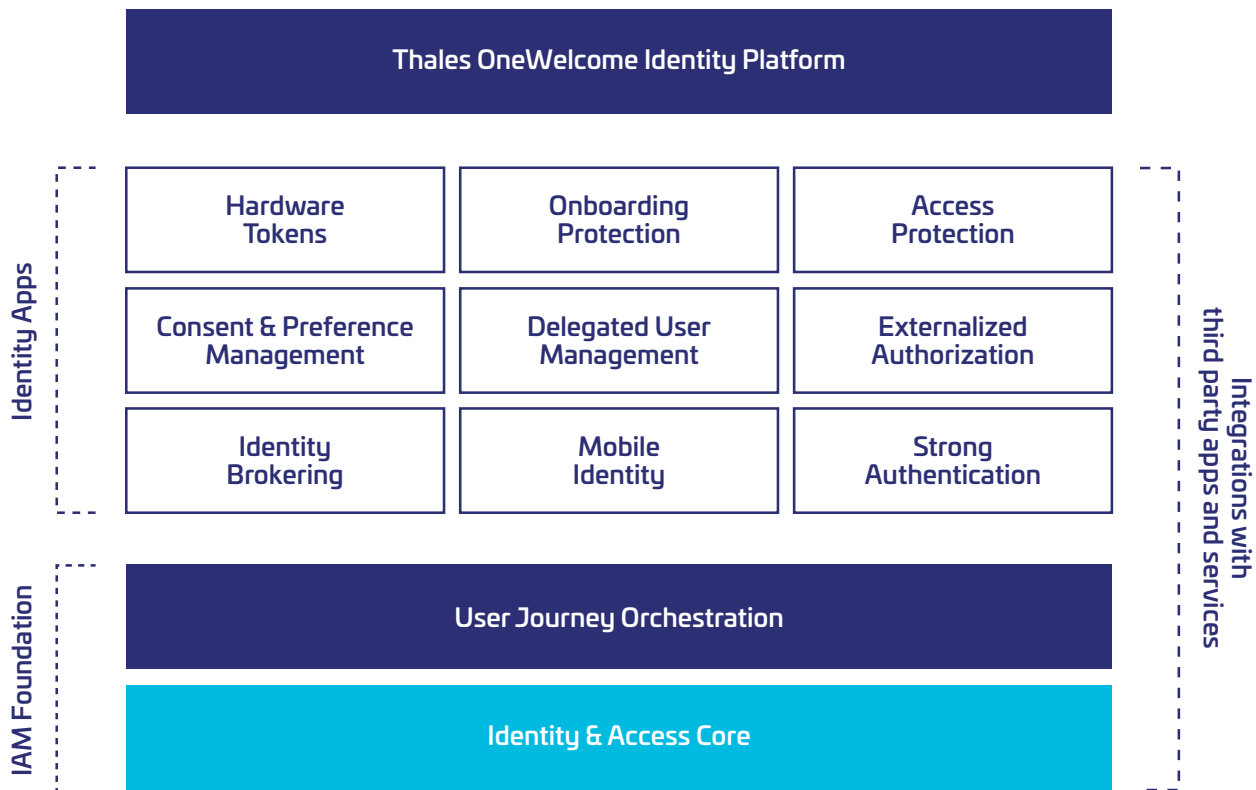 Thales OneWelcome Identity Platform
Identity Apps
Hardware
Tokens
Onboarding
Protection
Access
Protection
Consent & Preference
Management
Delegated User
Management
Externalized
Authorization
Identity
Brokering
Mobile
Identity
Strong
Authentication
IAM Foundation
User Journey Orchestration
Identity & Access Core
Integrations with
third party apps and services